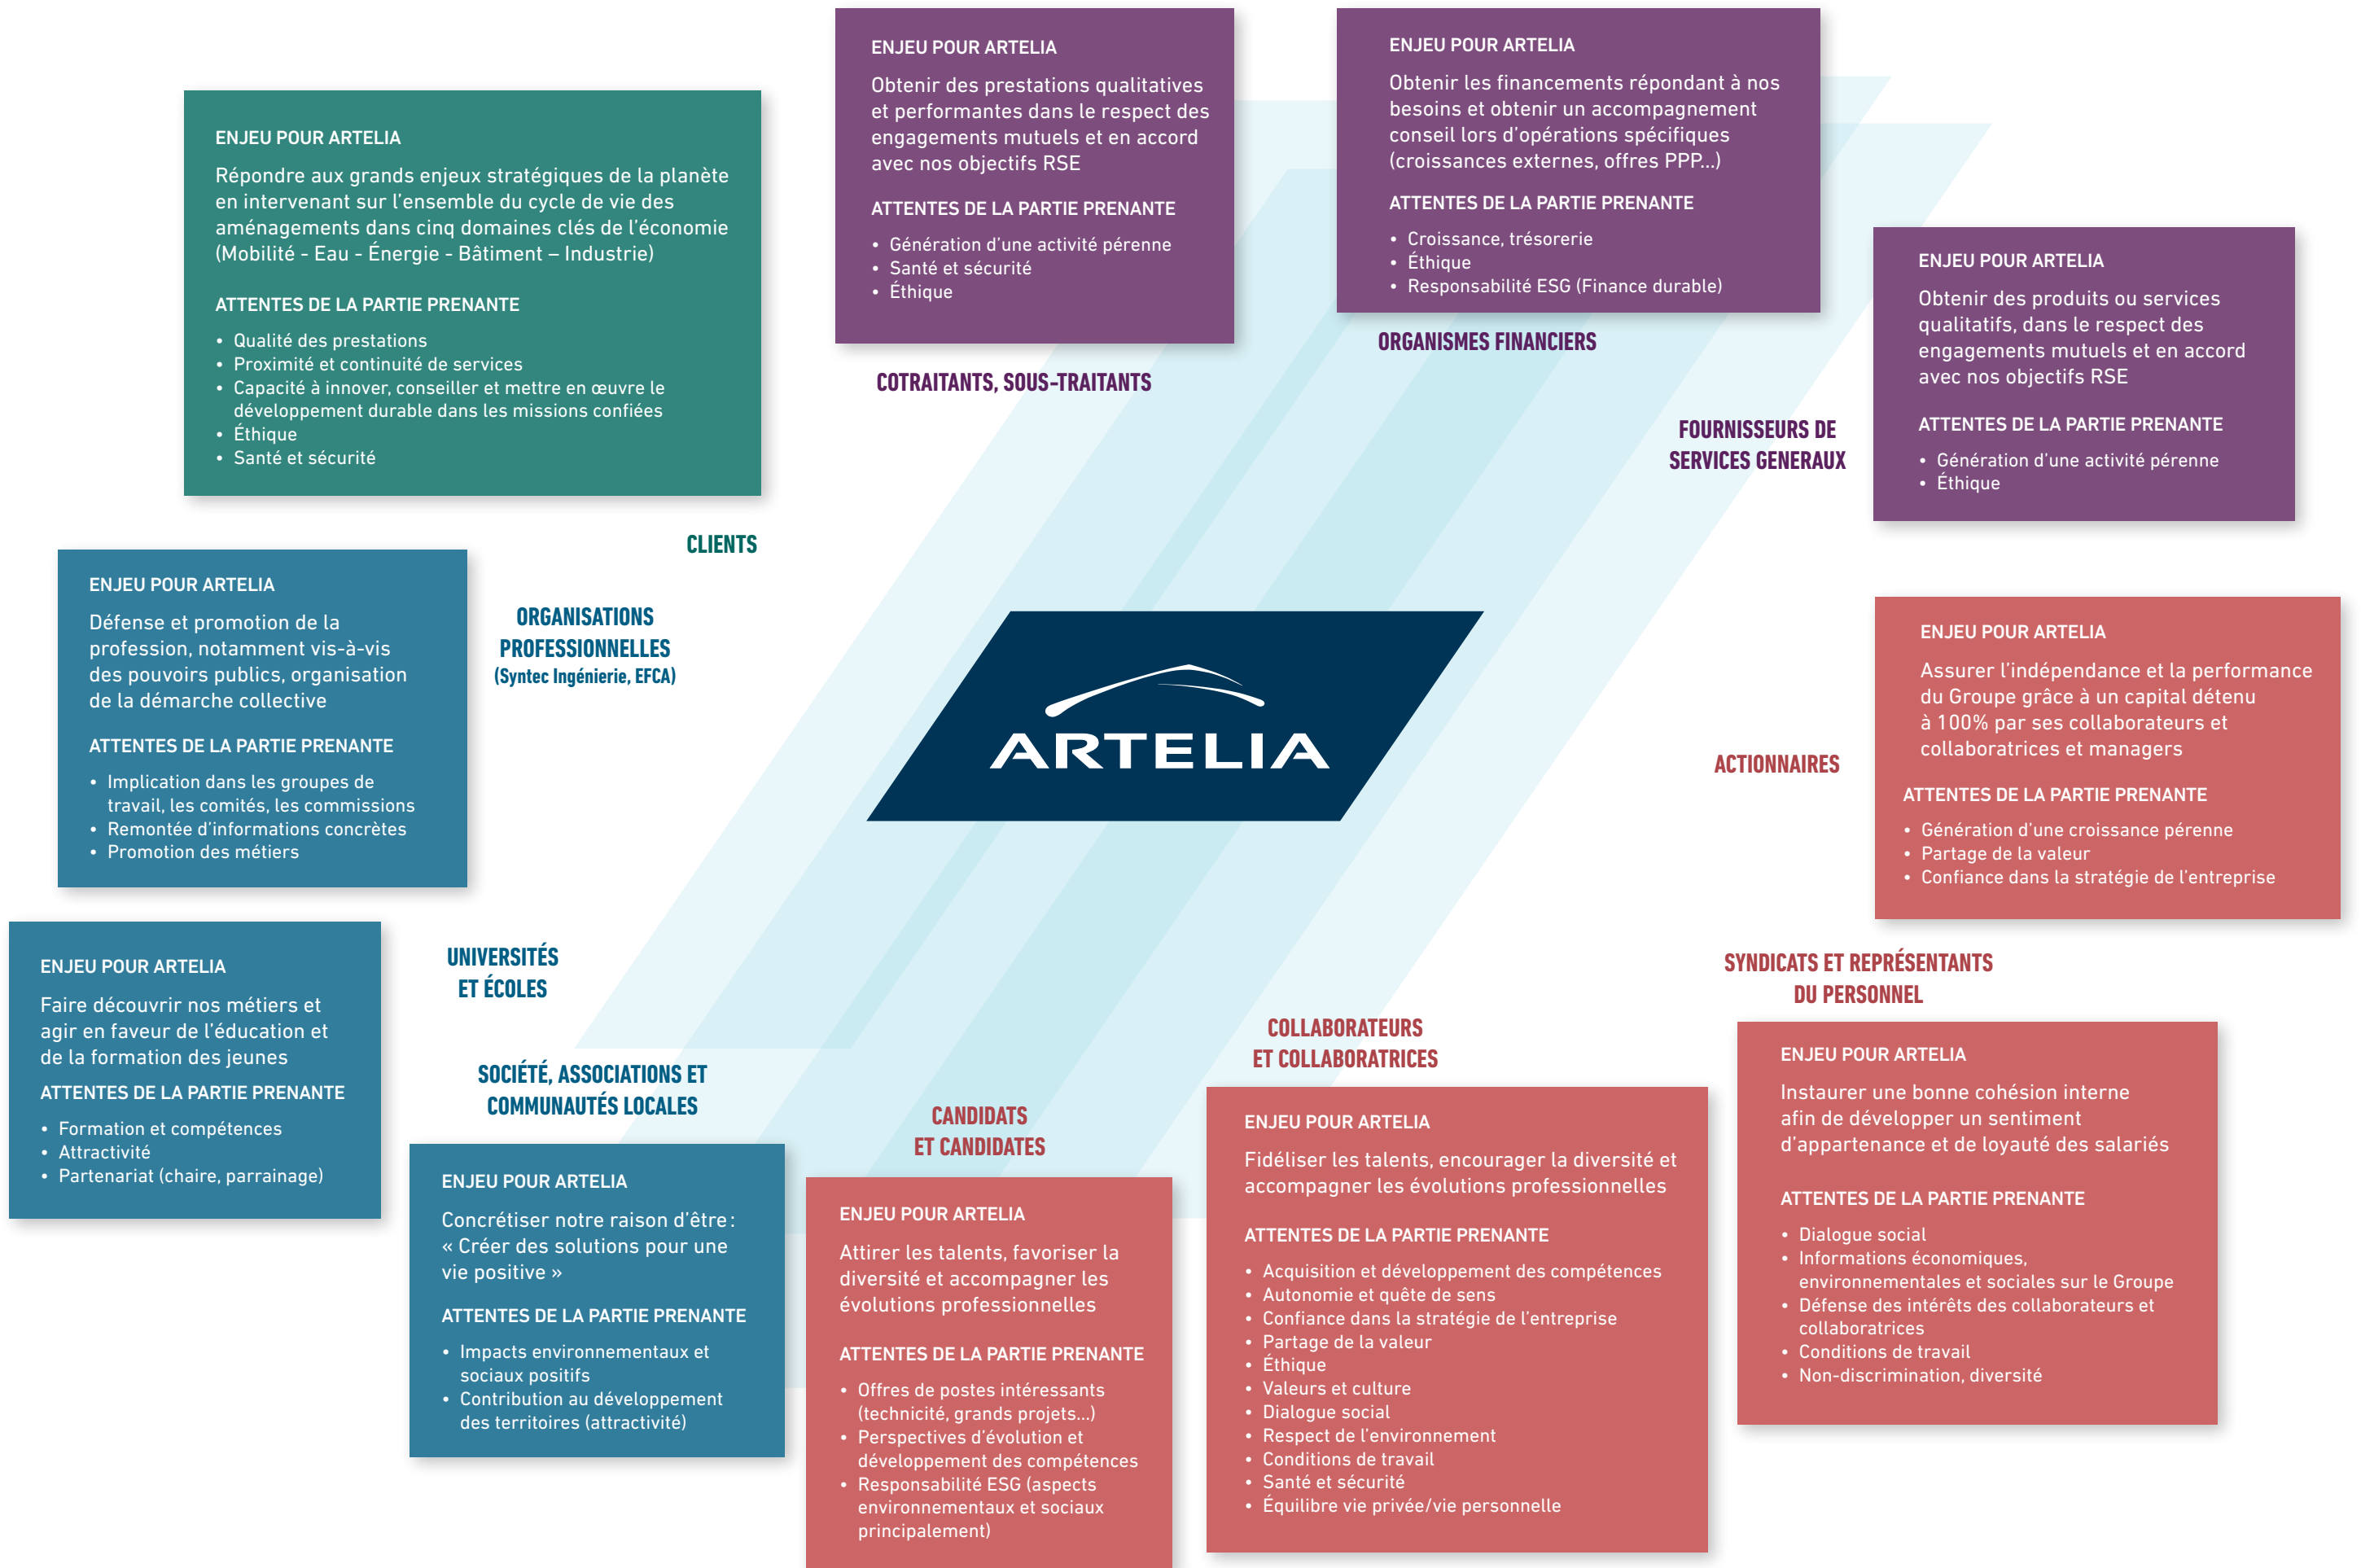 ENJEU POUR ARTELIA
Répondre aux grands enjeux stratégiques de la planète
en intervenant sur l'ensemble du cycle de vie des
aménagements dans cinq domaines clés de l'économie
(Mobilité - Eau - Énergie - Bâtiment – Industrie)
ATTENTES DE LA PARTIE PRENANTE
• Qualité des prestations
• Proximité et continuité de services
• Capacité à innover, conseiller et mettre en œuvre le
développement durable dans les missions confiées
• Éthique
• Santé et sécurité
CLIENTS
ENJEU POUR ARTELIA
Obtenir des prestations qualitatives
et performantes dans le respect des
engagements mutuels et en accord
avec nos objectifs RSE
ATTENTES DE LA PARTIE PRENANTE
• Génération d'une activité pérenne
• Santé et sécurité
• Éthique
COTRAITANTS, SOUS-TRAITANTS
ENJEU POUR ARTELIA
Obtenir les financements répondant à nos
besoins et obtenir un accompagnement
conseil lors d'opérations spécifiques
(croissances externes, offres PPP...)
ATTENTES DE LA PARTIE PRENANTE
• Croissance, trésorerie
• Éthique
• Responsabilité ESG (Finance durable)
ORGANISMES FINANCIERS
ENJEU POUR ARTELIA
Obtenir des produits ou services
qualitatifs, dans le respect des
engagements mutuels et en accord
avec nos objectifs RSE
ATTENTES DE LA PARTIE PRENANTE
• Génération d'une activité pérenne
• Éthique
FOURNISSEURS DE
SERVICES GENERAUX
ENJEU POUR ARTELIA
Défense et promotion de la
profession, notamment vis-à-vis
des pouvoirs publics, organisation
de la démarche collective
ATTENTES DE LA PARTIE PRENANTE
• Implication dans les groupes de
travail, les comités, les commissions
• Remontée d'informations concrètes
• Promotion des métiers
ORGANISATIONS
PROFESSIONNELLES
(Syntec Ingénierie, EFCA)
ARTELIA
ACTIONNAIRES
ENJEU POUR ARTELIA
Assurer l'indépendance et la performance
du Groupe grâce à un capital détenu
à 100% par ses collaborateurs et
collaboratrices et managers
ATTENTES DE LA PARTIE PRENANTE
• Génération d'une croissance pérenne
• Partage de la valeur
• Confiance dans la stratégie de l'entreprise
ENJEU POUR ARTELIA
Faire découvrir nos métiers et
agir en faveur de l'éducation et
de la formation des jeunes
ATTENTES DE LA PARTIE PRENANTE
• Formation et compétences
• Attractivité
• Partenariat (chaire, parrainage)
UNIVERSITÉS
ET ÉCOLES
SOCIÉTÉ, ASSOCIATIONS ET
COMMUNAUTÉS LOCALES
ENJEU POUR ARTELIA
Concrétiser notre raison d'être :
« Créer des solutions pour une
vie positive »
ATTENTES DE LA PARTIE PRENANTE
• Impacts environnementaux et
sociaux positifs
• Contribution au développement
des territoires (attractivité)
CANDIDATS
ET CANDIDATES
ENJEU POUR ARTELIA
Attirer les talents, favoriser la
diversité et accompagner les
évolutions professionnelles
ATTENTES DE LA PARTIE PRENANTE
• Offres de postes intéressants
(technicité, grands projets...)
• Perspectives d'évolution et
développement des compétences
• Responsabilité ESG (aspects
environnementaux et sociaux
principalement)
COLLABORATEURS
ET COLLABORATRICES
ENJEU POUR ARTELIA
Fidéliser les talents, encourager la diversité et
accompagner les évolutions professionnelles
ATTENTES DE LA PARTIE PRENANTE
• Acquisition et développement des compétences
• Autonomie et quête de sens
• Confiance dans la stratégie de l'entreprise
• Partage de la valeur
• Éthique
• Valeurs et culture
• Dialogue social
• Respect de l'environnement
• Conditions de travail
• Santé et sécurité
• Équilibre vie privée/vie personnelle
SYNDICATS ET REPRÉSENTANTS
DU PERSONNEL
ENJEU POUR ARTELIA
Instaurer une bonne cohésion interne
afin de développer un sentiment
d'appartenance et de loyauté des salariés
ATTENTES DE LA PARTIE PRENANTE
• Dialogue social
• Informations économiques,
environnementales et sociales sur le Groupe
• Défense des intérêts des collaborateurs et
collaboratrices
• Conditions de travail
• Non-discrimination, diversité